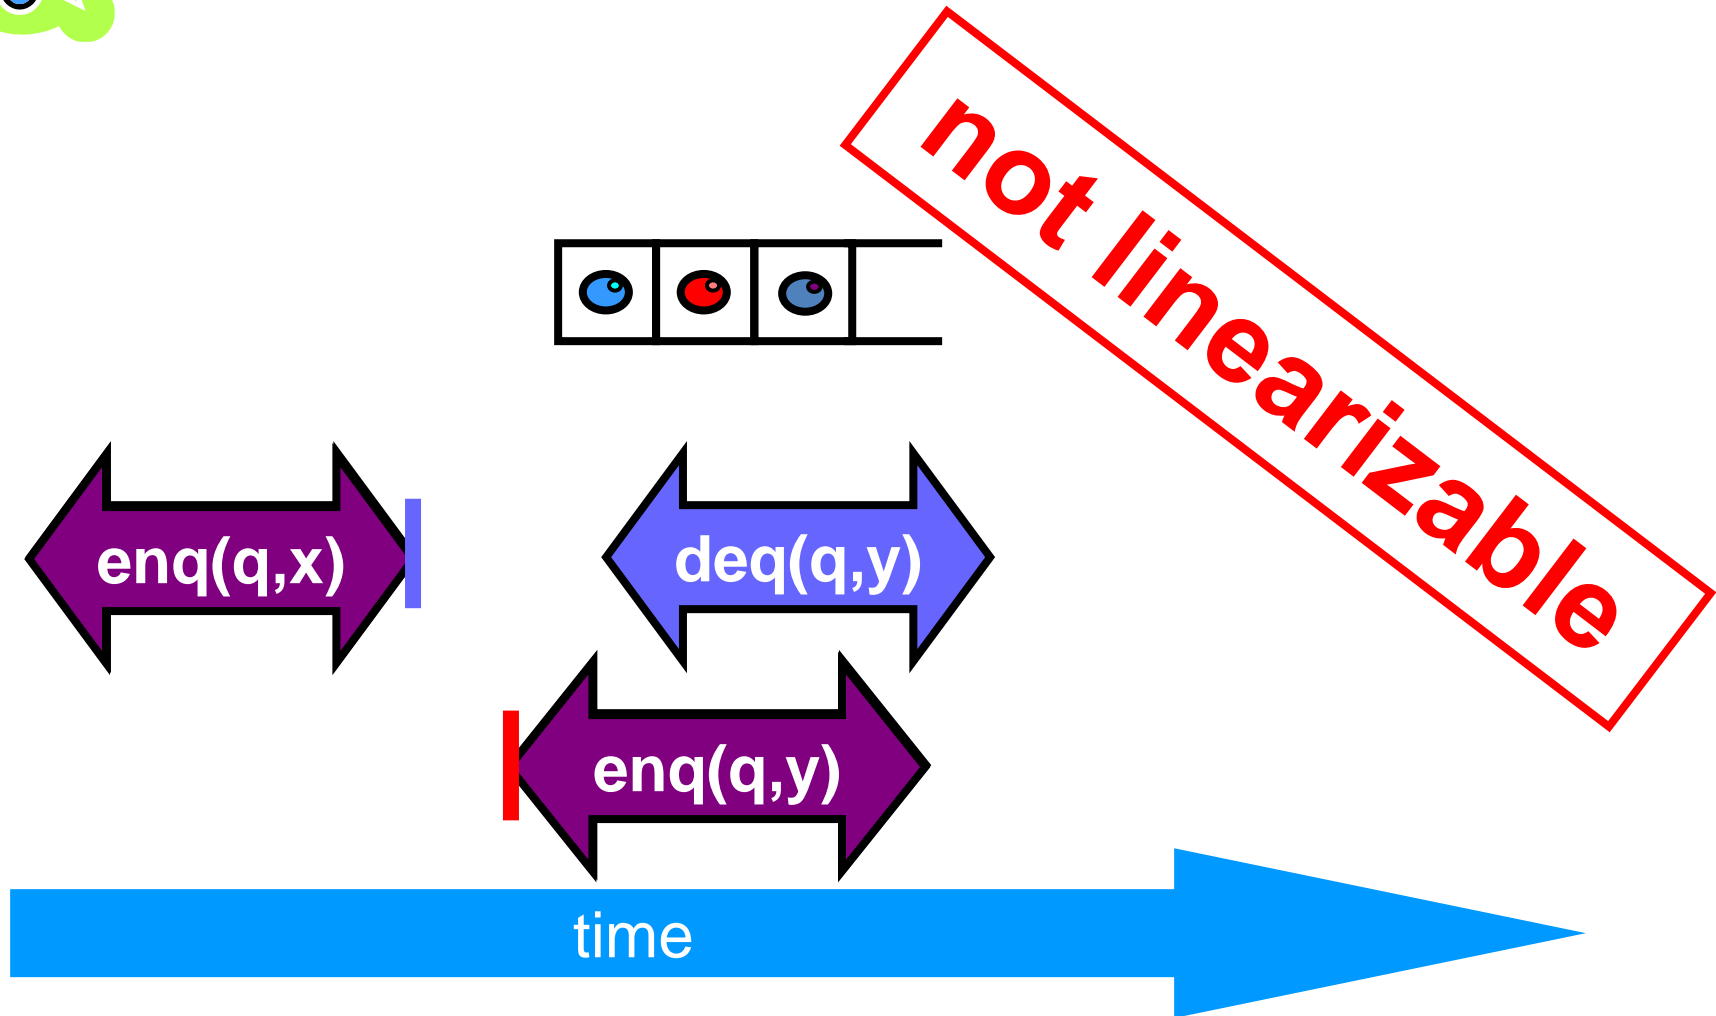 not linearizable
enq(q,x)
deq(q,y)
enq(q,y)
time